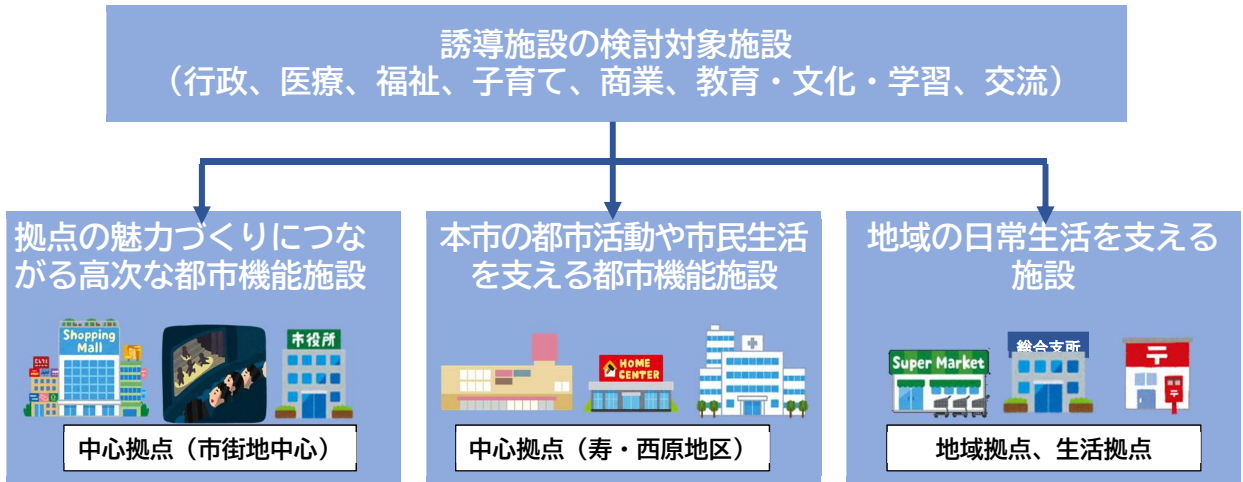 誘導施設の検討対象施設
（行政、医療、福祉、子育て、商業、教育・文化・学習、交流）
拠点の魅力づくりにつな
がる高次な都市機能施設
Shopping
Mall
市役所
中心拠点（市街地中心）
本市の都市活動や市民生活
を支える都市機能施設
HOME
CENTER
中心拠点（寿・西原地区）
地域の日常生活を支える
施設
Super Market
総合支所
地域拠点、生活拠点